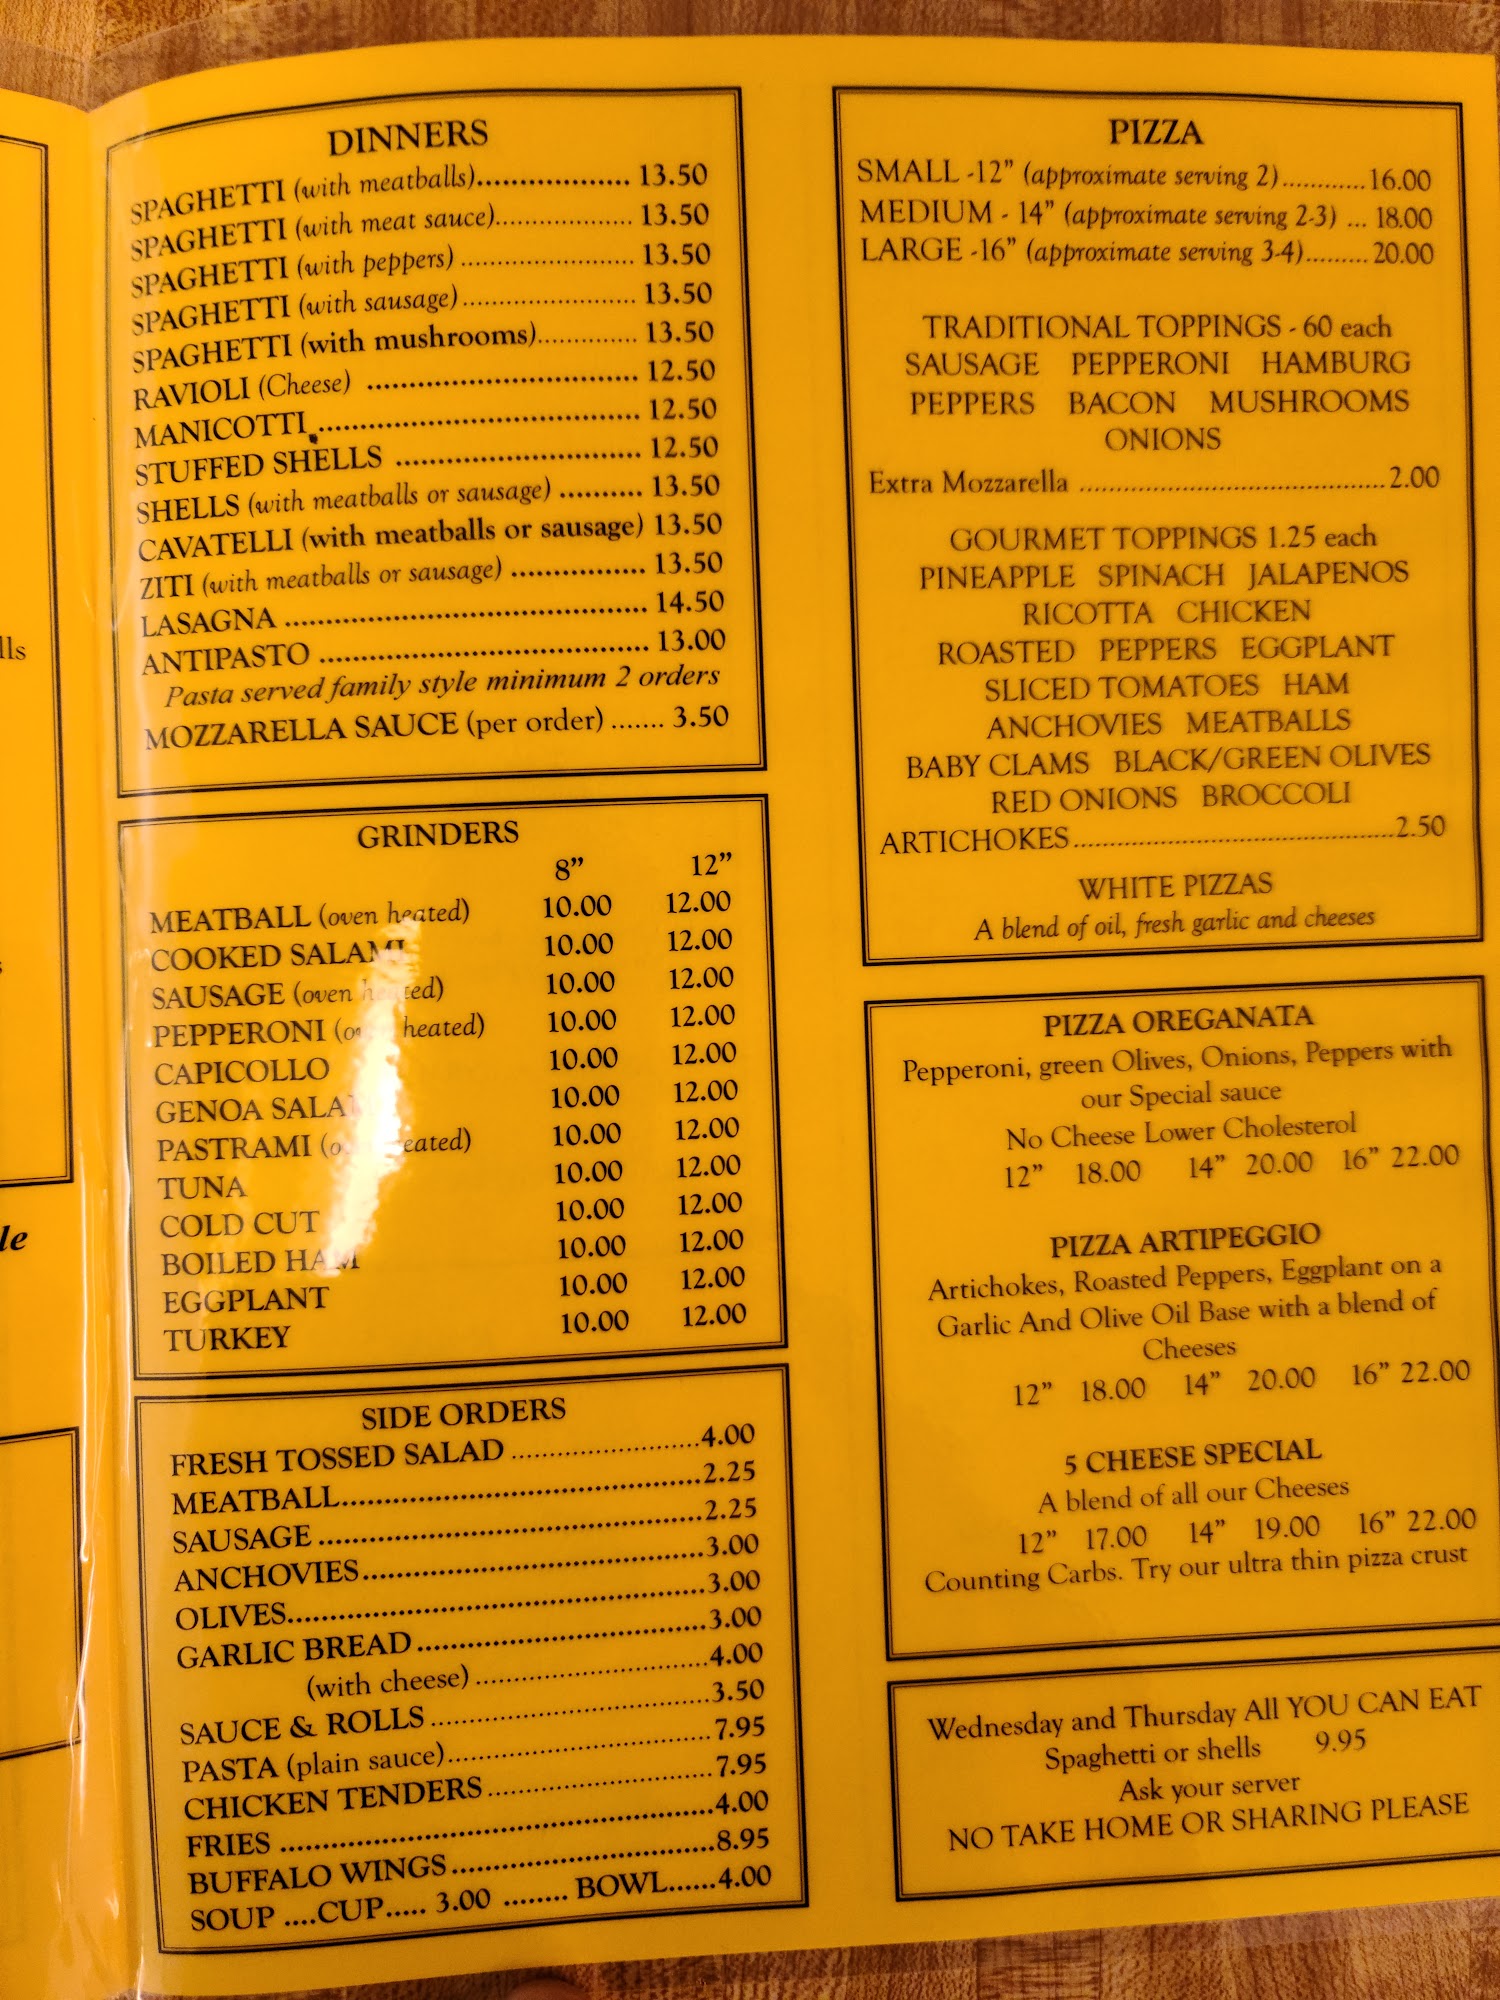 lls
s
le
DINNERS
SPAGHETTI (with meatballs).................. 13.50
SPAGHETTI (with meat sauce)................ 13.50
SPAGHETTI (with peppers) .................... 13.50
SPAGHETTI (with sausage) .................... 13.50
SPAGHETTI (with mushrooms)............ 13.50
RAVIOLI (Cheese) ................................ 12.50
MANICOTTI...................................... 12.50
STUFFED SHELLS ............................. 12.50
SHELLS (with meatballs or sausage) .......... 13.50
CAVATELLI (with meatballs or sausage) 13.50
ZITI (with meatballs or sausage) ................ 13.50
LASAGNA ........................................... 14.50
ANTIPASTO ....................................... 13.00
Pasta served family style minimum 2 orders
MOZZARELLA SAUCE (per order) ....... 3.50
GRINDERS
8" 12"
MEATBALL (oven heated) 10.00 12.00
COOKED SALAMI 10.00 12.00
SAUSAGE (oven heated) 10.00 12.00
PEPPERONI (oven heated) 10.00 12.00
CAPICOLLO 10.00 12.00
GENOA SALA 10.00 12.00
PASTRAMI (oven heated) 10.00 12.00
TUNA 10.00 12.00
COLD CUT 10.00 12.00
BOILED HAM 10.00 12.00
EGGPLANT 10.00 12.00
TURKEY 10.00 12.00
SIDE ORDERS
FRESH TOSSED SALAD .........................4.00
MEATBALL...............................................2.25
SAUSAGE ..................................................2.25
ANCHOVIES.............................................3.00
OLIVES......................................................3.00
GARLIC BREAD ......................................3.00
(with cheese) ...............................4.00
SAUCE & ROLLS ....................................3.50
PASTA (plain sauce)..................................7.95
CHICKEN TENDERS .............................7.95
FRIES ........................................................4.00
BUFFALO WINGS...................................8.95
SOUP ....CUP..... 3.00 ........ BOWL......4.00
PIZZA
SMALL -12" (approximate serving 2)............16.00
MEDIUM - 14" (approximate serving 2-3) ... 18.00
LARGE -16" (approximate serving 3-4).........20.00
TRADITIONAL TOPPINGS - 60 each
SAUSAGE PEPPERONI HAMBURG
PEPPERS BACON MUSHROOMS
ONIONS
Extra Mozzarella ............................................2.00
GOURMET TOPPINGS 1.25 each
PINEAPPLE SPINACH JALAPENOS
RICOTTA CHICKEN
ROASTED PEPPERS EGGPLANT
SLICED TOMATOES HAM
ANCHOVIES MEATBALLS
BABY CLAMS BLACK/GREEN OLIVES
RED ONIONS BROCCOLI
ARTICHOKES..............................................2.50
WHITE PIZZAS
A blend of oil, fresh garlic and cheeses
PIZZA OREGANATA
Pepperoni, green Olives, Onions, Peppers with
our Special sauce
No Cheese Lower Cholesterol
12" 18.00 14" 20.00 16" 22.00
PIZZA ARTIPEGGIO
Artichokes, Roasted Peppers, Eggplant on a
Garlic And Olive Oil Base with a blend of
Cheeses
12" 18.00 14" 20.00 16" 22.00
5 CHEESE SPECIAL
A blend of all our Cheeses
12" 17.00 14" 19.00 16" 22.00
Counting Carbs. Try our ultra thin pizza crust
Wednesday and Thursday All YOU CAN EAT
Spaghetti or shells 9.95
Ask your server
NO TAKE HOME OR SHARING PLEASE